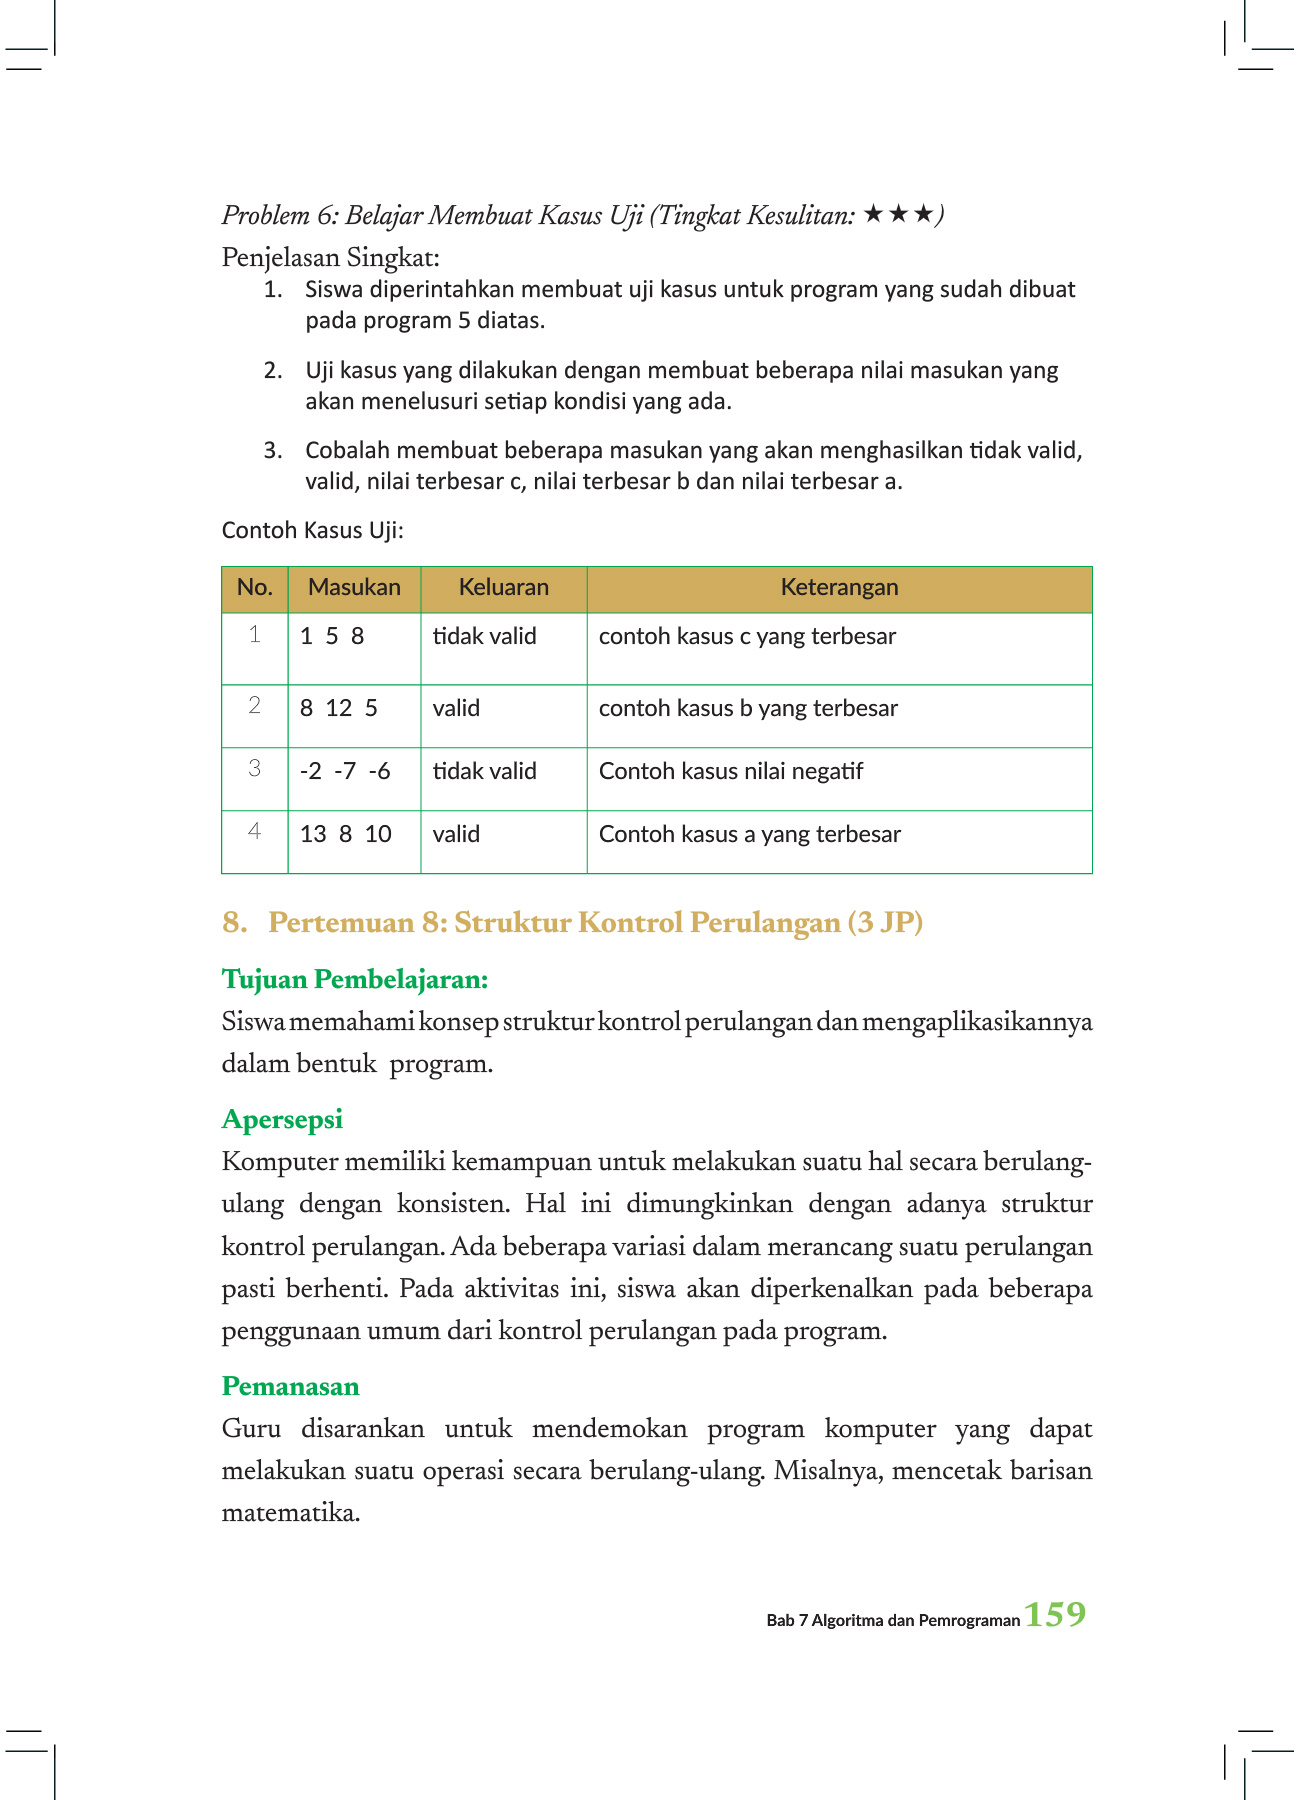 Problem 6: Belajar Membuat Kasus Uji (Tingkat Kesulitan: ★★★)
Penjelasan Singkat:
1. Siswa diperintahkan membuat uji kasus untuk program yang sudah dibuat
pada program 5 diatas.
2. Uji kasus yang dilakukan dengan membuat beberapa nilai masukan yang
akan menelusuri setiap kondisi yang ada.
3. Cobalah membuat beberapa masukan yang akan menghasilkan tidak valid,
valid, nilai terbesar c, nilai terbesar b dan nilai terbesar a.
Contoh Kasus Uji:
No. Masukan Keluaran Keterangan
1 1 5 8 tidak valid contoh kasus c yang terbesar
2 8 12 5 valid contoh kasus b yang terbesar
3 -2 -7 -6 tidak valid Contoh kasus nilai negatif
4 13 8 10 valid Contoh kasus a yang terbesar
8. Pertemuan 8: Struktur Kontrol Perulangan (3 JP)
Tujuan Pembelajaran:
Siswa memahami konsep struktur kontrol perulangan dan mengaplikasikannya
dalam bentuk program.
Apersepsi
Komputer memiliki kemampuan untuk melakukan suatu hal secara berulang-
ulang dengan konsisten. Hal ini dimungkinkan dengan adanya struktur
kontrol perulangan. Ada beberapa variasi dalam merancang suatu perulangan
pasti berhenti. Pada aktivitas ini, siswa akan diperkenalkan pada beberapa
penggunaan umum dari kontrol perulangan pada program.
Pemanasan
Guru disarankan untuk mendemokan program komputer yang dapat
melakukan suatu operasi secara berulang-ulang. Misalnya, mencetak barisan
matematika.
Bab 7 Algoritma dan Pemrograman 159